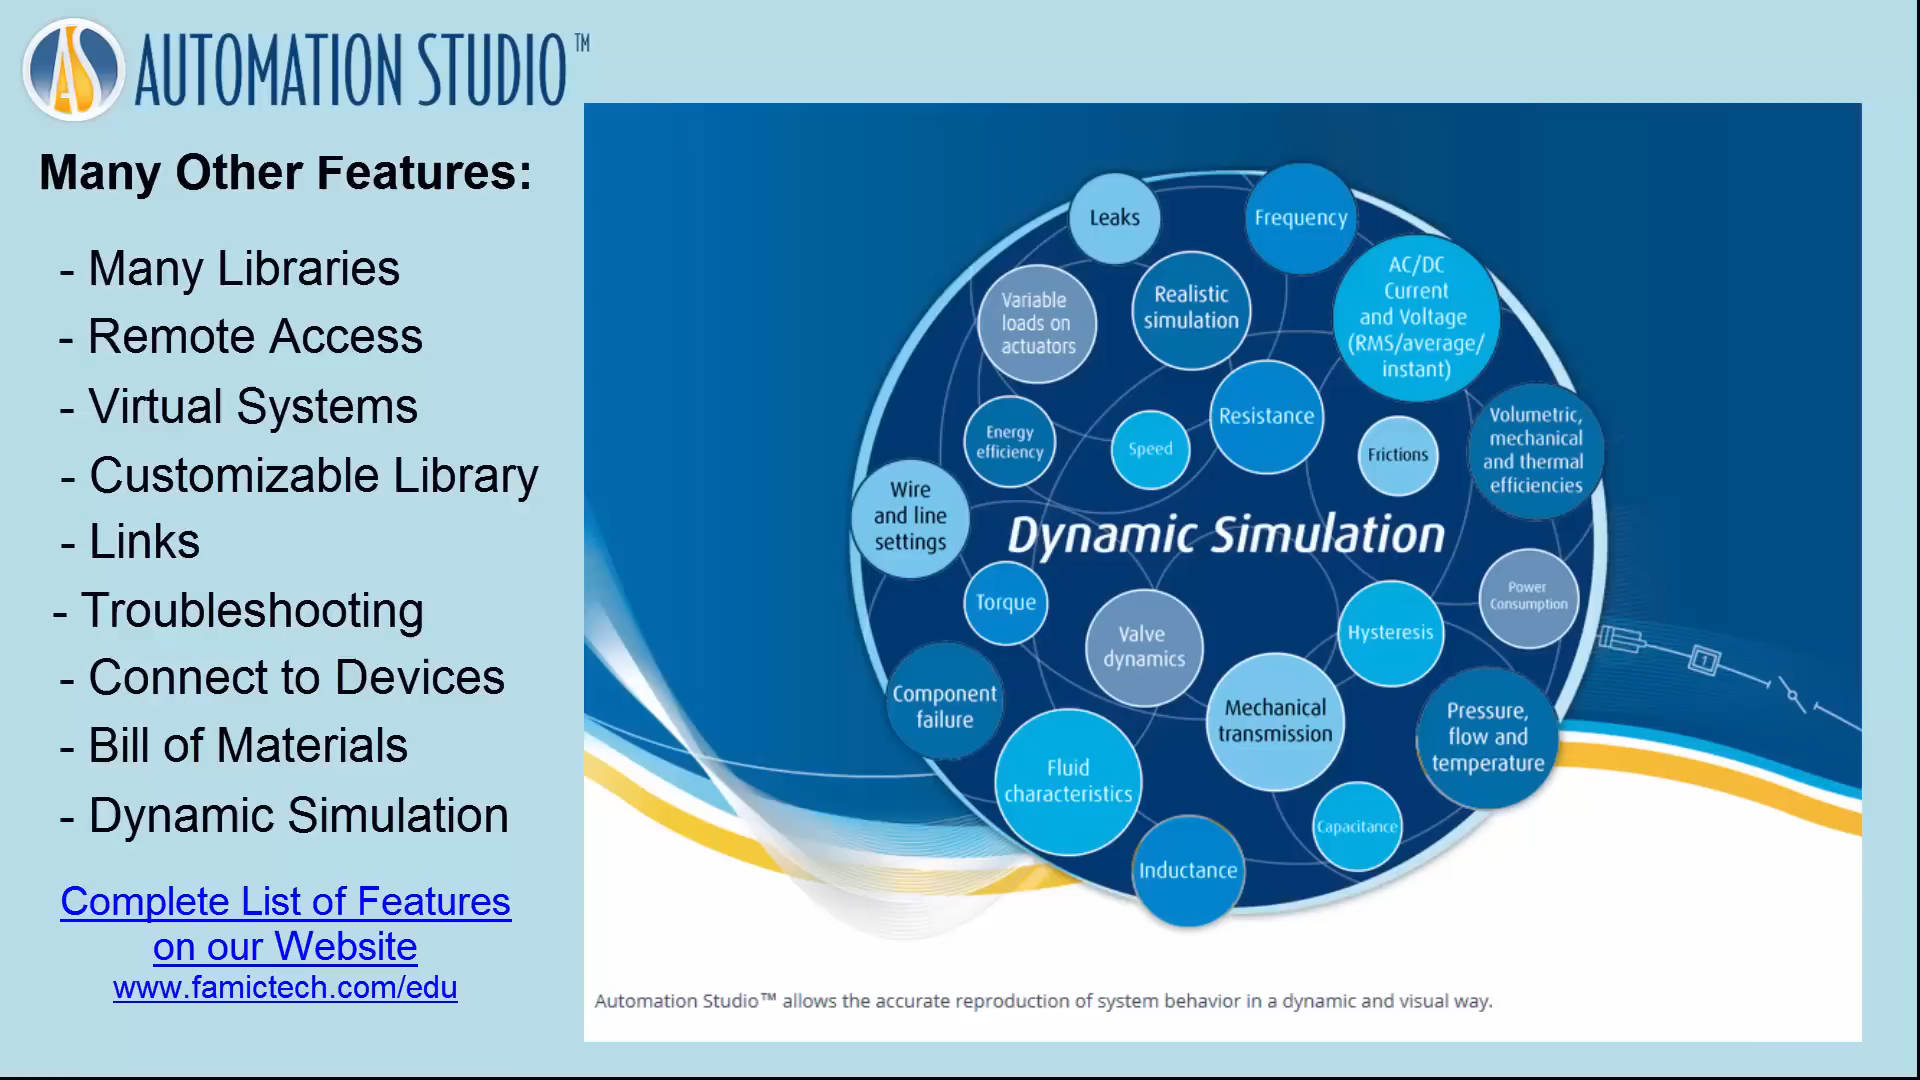 AS AUTOMATION STUDIO™
Many Other Features:
- Many Libraries
- Remote Access
- Virtual Systems
- Customizable Library
- Links
- Troubleshooting
- Connect to Devices
- Bill of Materials
- Dynamic Simulation
Complete List of Features
on our Website
www.famictech.com/edu
Leaks
Frequency
AC/DC
Current
and Voltage
(RMS/average/
instant)
Variable
loads on
actuators
Realistic
simulation
Resistance
Energy
efficiency
Speed
Frictions
Volumetric,
mechanical
and thermal
efficiencies
Wire
and line
settings
Dynamic Simulation
Torque
Valve
dynamics
Hysteresis
Power
Consumption
1
Component
failure
Mechanical
transmission
Pressure,
flow and
temperature
Fluid
characteristics
Capacitance
Inductance
Automation Studio™ allows the accurate reproduction of system behavior in a dynamic and visual way.